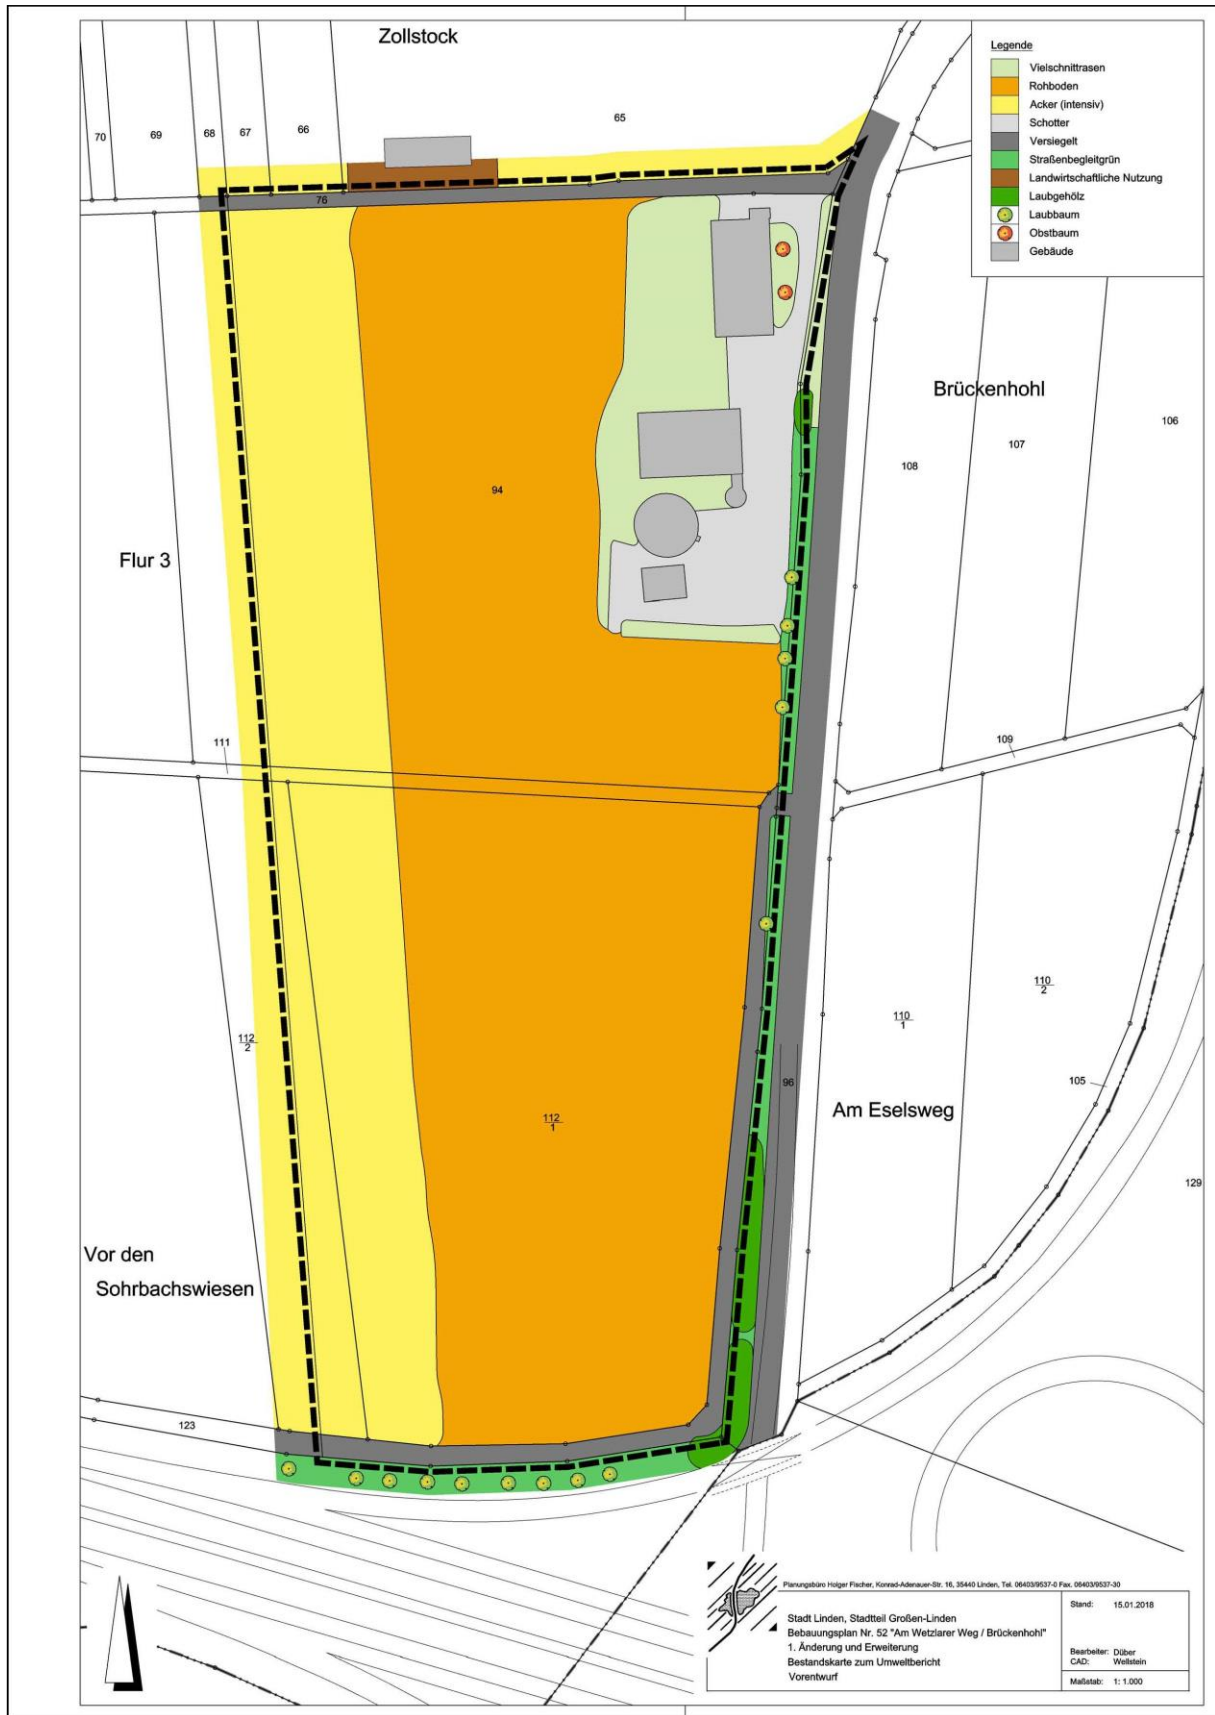 Zollstock
Legende
Vielschnittrasen
Rohboden
Acker (intensiv)
Schotter
Versiegelt
Straßenbegleitgrün
Landwirtschaftliche Nutzung
Laubgehölz
Laubbaum
Obstbaum
Gebäude
70
69
68
67
66
65
76
94
Flur 3
Brückenhohl
106
107
108
111
109
112
2
112
1
110
1
110
2
96
105
Am Eselsweg
129
Vor den
Sohrbachswiesen
123
Planungsbüro Holger Fischer, Konrad-Adenauer-Str. 16, 35440 Linden, Tel. 06403/9537-0 Fax. 06403/9537-30
Stadt Linden, Stadtteil Großen-Linden
Bebauungsplan Nr. 52 "Am Wetzlarer Weg / Brückenhohl"
1. Änderung und Erweiterung
Bestandskarte zum Umweltbericht
Vorentwurf
Stand: 15.01.2018
Bearbeiter: Düber
CAD: Wellstein
Maßstab: 1: 1.000